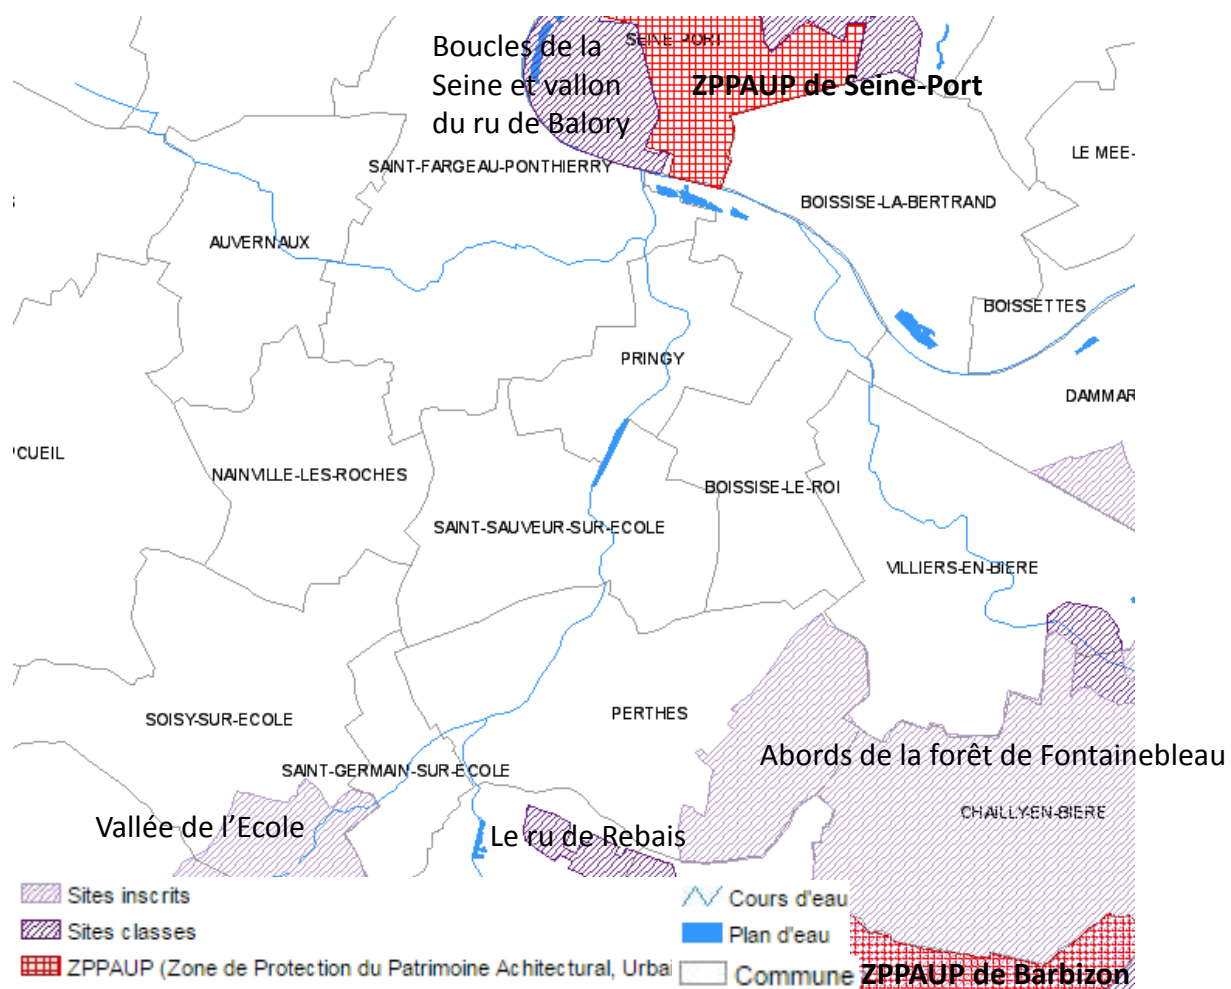 Boucles de la
Seine et vallon
du ru de Balory
SEINE-PORT
ZPPAUP de Seine-Port
LE MEE-
SAINT-FARGEAU-PONTHIERRY
BOISSISE-LA-BERTRAND
AUVERNAUX
BOISSETTES
PRINGY
DAMMAR
CUEIL
NAINVILLE-LES-ROCHES
BOISSISE-LE-ROI
SAINT-SAUVEUR-SUR-ECOLE
VILLIERS-EN-BIERE
SOISY-SUR-ECOLE
PERTHES
Abords de la forêt de Fontainebleau
SAINT-GERMAIN-SUR-ECOLE
CHAILLY-EN-BIERE
Vallée de l’Ecole
Le ru de Rebais
Sites inscrits
Sites classes
ZPPAUP (Zone de Protection du Patrimoine Achitectural, Urbai
Cours d'eau
Plan d'eau
Commune
ZPPAUP de Barbizon